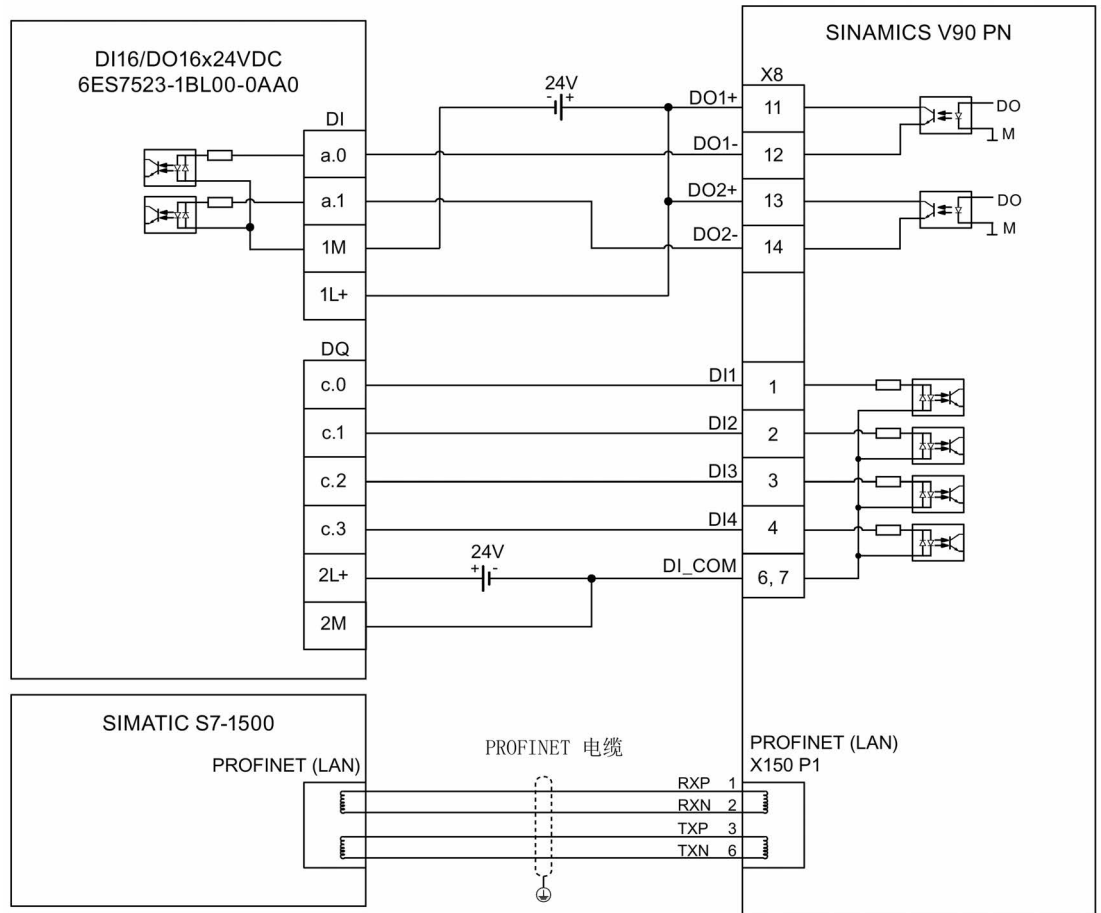 SINAMICS V90 PN
DI16/DO16x24VDC
6ES7523-1BL00-0AA0
DI
a.0
a.1
1M
1L+
DQ
c.0
c.1
c.2
c.3
2L+
2M
24V
- +
24V
+ -
X8
DO1+ 11
DO1- 12
DO2+ 13
DO2- 14
DO
M
DO
M
DI1 1
DI2 2
DI3 3
DI4 4
DI_COM 6, 7
SIMATIC S7-1500
PROFINET (LAN)
PROFINET 电缆
PROFINET (LAN)
X150 P1
RXP 1
RXN 2
TXP 3
TXN 6